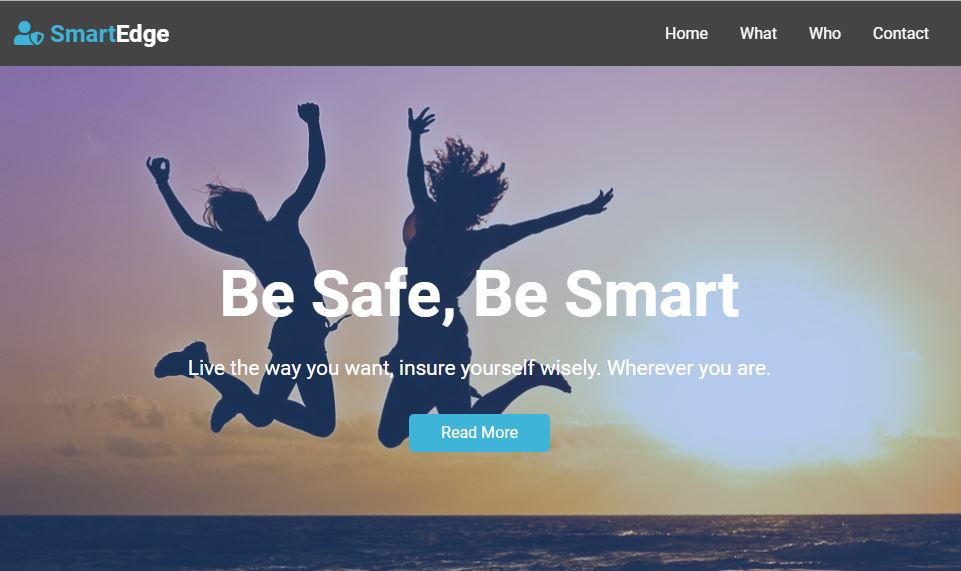 SmartEdge
Home What Who Contact
Be Safe, Be Smart
Live the way you want, insure yourself wisely. Wherever you are.
Read More